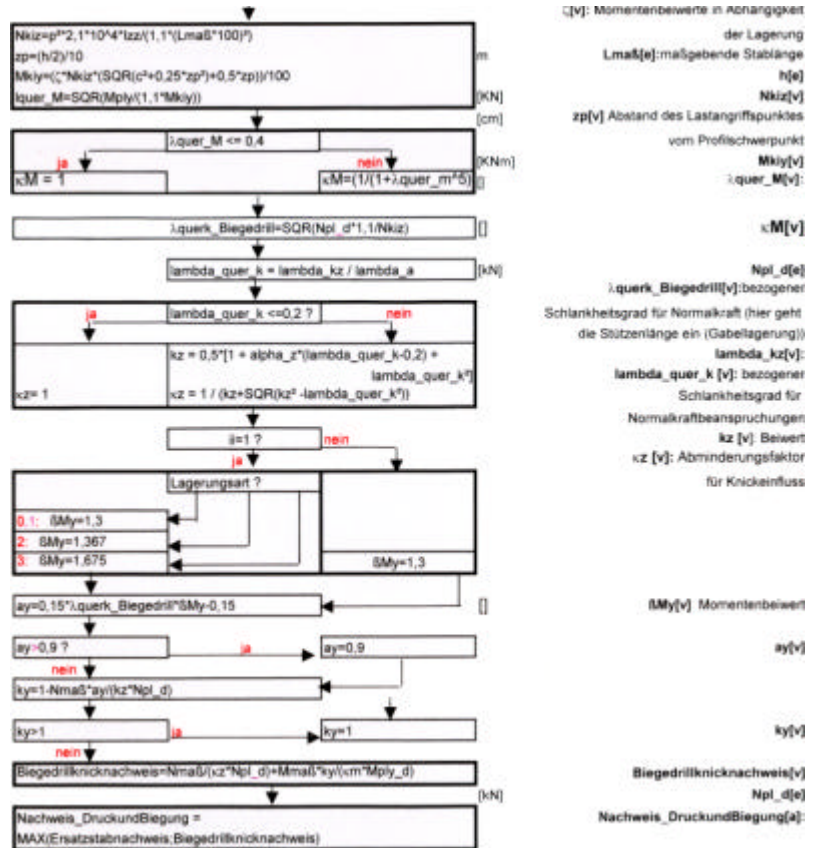 ζ[v]: Momentenbeiwerte in Abhängigkeit
der Lagerung
Nkiz=p²*2,1*10^4*Izz/(1,1*(Lmaß*100)²)
zp=(h/2)/10
m
Lmaß[e]:maßgebende Stablänge
Mkiy=(ζ*Nkiz*(SQR(c²+0,25*zp²)+0,5*zp))/100
h[e]
lquer_M=SQR(Mply/(1,1*Mkiy))
[KN]
Nkiz[v]
[cm]
zp[v] Abstand des Lastangriffspunktes
λquer_M <= 0,4
vom Profilschwerpunkt
ja
nein
[KNm]
Mkiy[v]
κM = 1
κM=(1/(1+λquer_m^5)
[]
λquer_M[v]:
λquerk_Biegedrill=SQR(Npl_d*1,1/Nkiz)
[]
κM[v]
lambda_quer_k = lambda_kz / lambda_a
[kN]
Npl_d[e]
λquerk_Biegedrill[v]:bezogener
ja
lambda_quer_k <=0,2 ?
nein
Schlankheitsgrad für Normalkraft (hier geht
die Stützenlänge ein (Gabellagerung))
kz = 0,5*[1 + alpha_z*(lambda_quer_k-0,2) +
lambda_kz[v]:
lambda_quer_k²]
lambda_quer_k [v]: bezogener
κz= 1
κz = 1 / (kz+SQR(kz² -lambda_quer_k²))
Schlankheitsgrad für
Normalkraftbeanspruchungen
ii=1 ?
nein
kz [v]: Beiwert
ja
κz [v]: Abminderungsfaktor
Lagerungsart ?
für Knickeinfluss
0,1: ßMy=1,3
2: ßMy=1,367
3: ßMy=1,675
ßMy=1,3
ay=0,15*λquerk_Biegedrill*ßMy-0,15
[]
ßMy[v] Momentenbeiwert
ay>0,9 ?
ja
ay=0,9
ay[v]
nein
ky=1-Nmaß*ay/(kz*Npl_d)
ky>1
ja
ky=1
ky[v]
nein
Biegedrillknicknachweis=Nmaß/(κz*Npl_d)+Mmaß*ky/(κm*Mply_d)
Biegedrillknicknachweis[v]
[kN]
Npl_d[e]
Nachweis_DruckundBiegung =
Nachweis_DruckundBiegung[a]:
MAX(Ersatzstabnachweis;Biegedrillknicknachweis)